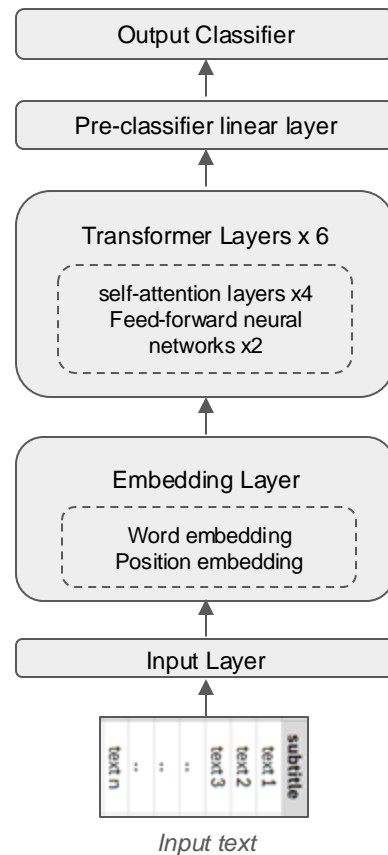 Output Classifier
Pre-classifier linear layer
Transformer Layers x 6
self-attention layers x4
Feed-forward neural
networks x2
Embedding Layer
Word embedding
Position embedding
Input Layer
subtitle
text 1
text 2
text 3
..
..
..
text n
Input text